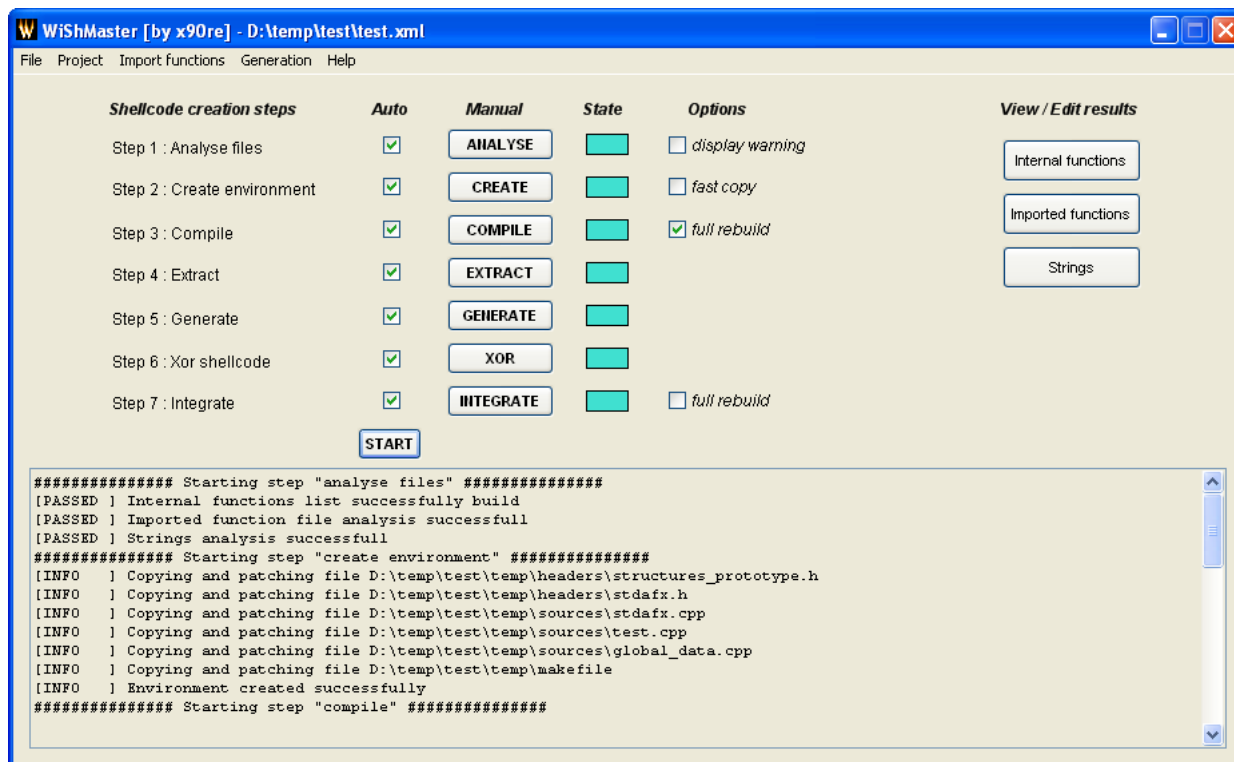 WiShMaster [by x90re] - D:\temp\test\test.xml
File Project Import functions Generation Help
Shellcode creation steps Auto Manual State Options View / Edit results
Step 1 : Analyse files ANALYSE display warning
Internal functions
Step 2 : Create environment CREATE fast copy
Imported functions
Step 3 : Compile COMPILE full rebuild
Step 4 : Extract EXTRACT Strings
Step 5 : Generate GENERATE
Step 6 : Xor shellcode XOR
Step 7 : Integrate INTEGRATE full rebuild
START
############### Starting step "analyse files" ###############
[PASSED ] Internal functions list successfully build
[PASSED ] Imported function file analysis successfull
[PASSED ] Strings analysis successfull
############### Starting step "create environment" ###############
[INFO   ] Copying and patching file D:\temp\test\temp\headers\structures_prototype.h
[INFO   ] Copying and patching file D:\temp\test\temp\headers\stdafx.h
[INFO   ] Copying and patching file D:\temp\test\temp\sources\stdafx.cpp
[INFO   ] Copying and patching file D:\temp\test\temp\sources\test.cpp
[INFO   ] Copying and patching file D:\temp\test\temp\sources\global_data.cpp
[INFO   ] Copying and patching file D:\temp\test\temp\makefile
[INFO   ] Environment created successfully
############### Starting step "compile" ###############